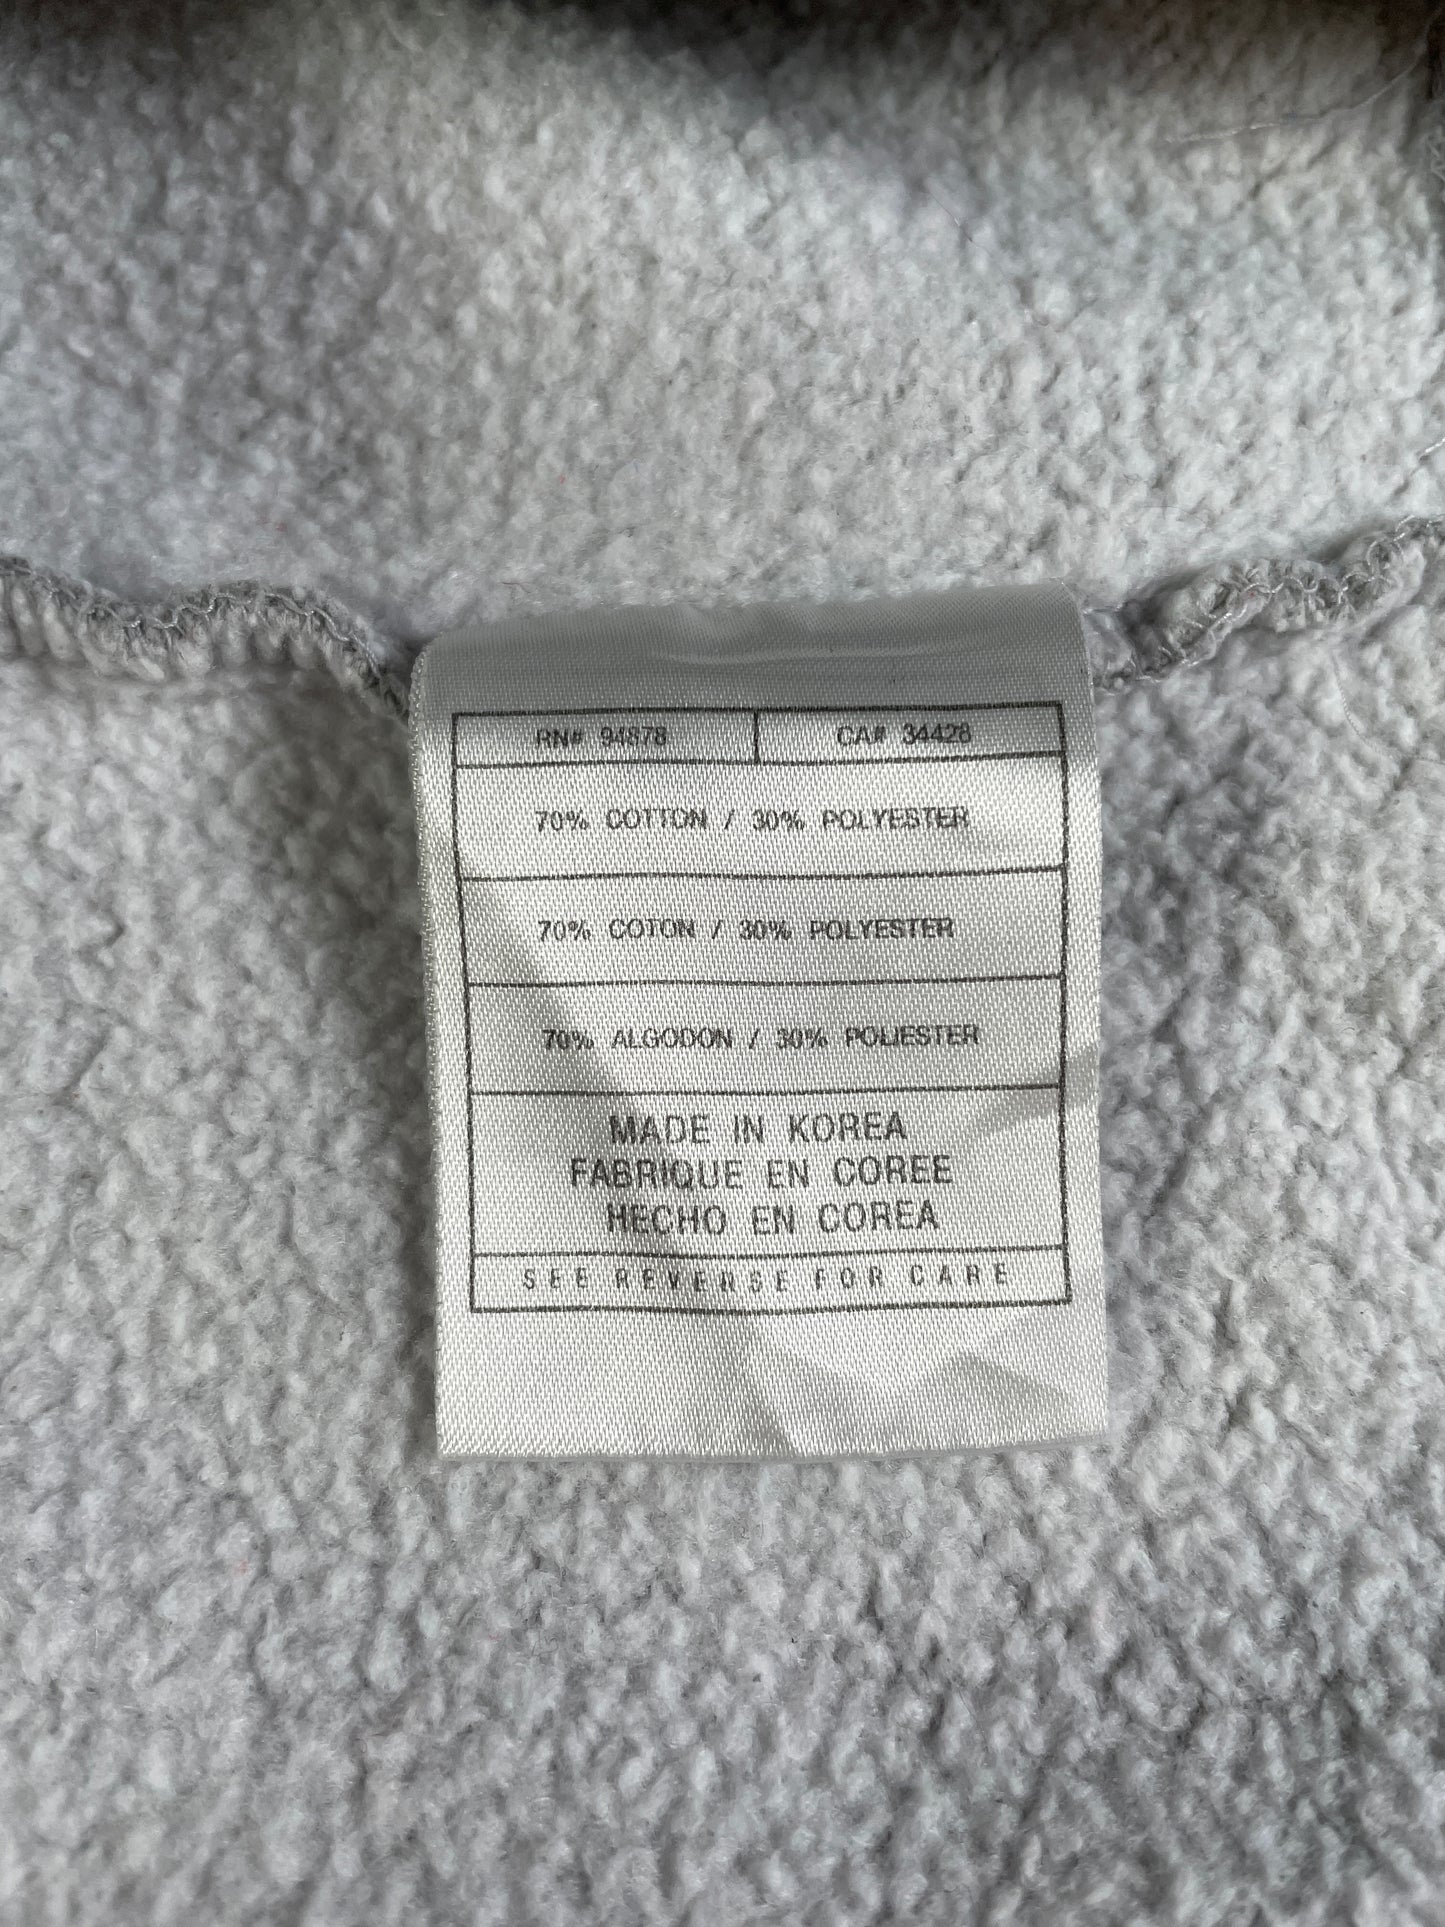 RN# 94878 CA# 34428
70% COTTON / 30% POLYESTER
70% COTON / 30% POLYESTER
70% ALGODON / 30% POLIESTER
MADE IN KOREA
FABRIQUE EN COREE
HECHO EN COREA
SEE REVERSE FOR CARE